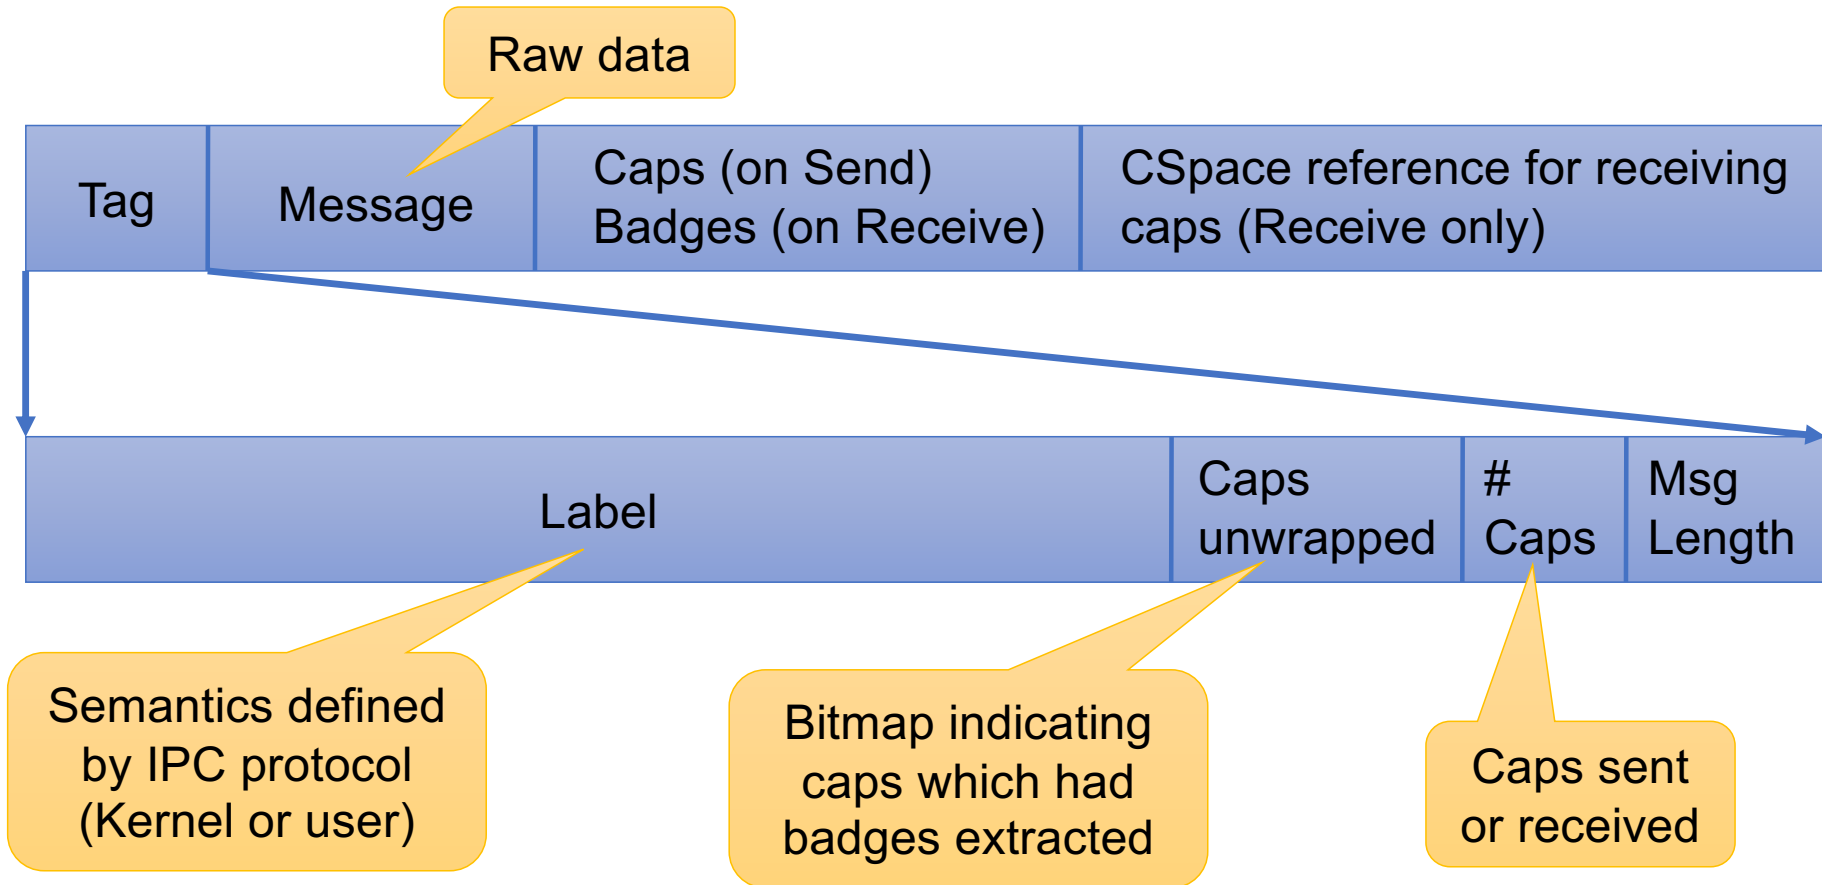 Raw data
Tag
Message
Caps (on Send)
Badges (on Receive)
CSpace reference for receiving
caps (Receive only)
Label
Caps
unwrapped
#
Caps
Msg
Length
Semantics defined
by IPC protocol
(Kernel or user)
Bitmap indicating
caps which had
badges extracted
Caps sent
or received